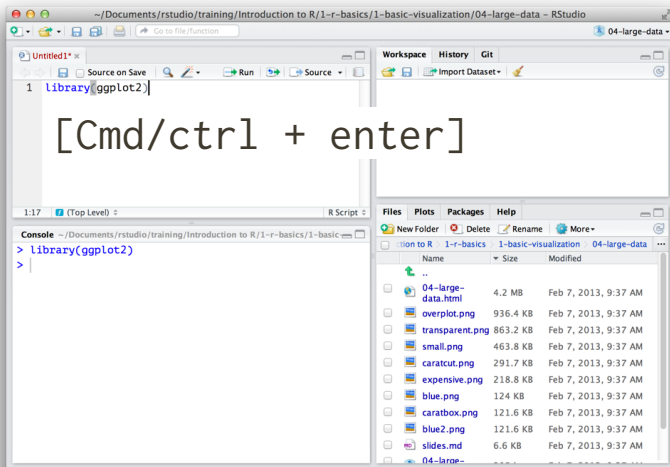 ~/Documents/rstudio/training/Introduction to R/1-r-basics/1-basic-visualization/04-large-data – RStudio
Go to file/function
04-large-data
Untitled1*
Source on Save
Run
Source
1 library(ggplot2)
[Cmd/ctrl + enter]
1:17
(Top Level)
R Script
Console ~/Documents/rstudio/training/Introduction to R/1-r-basics/1-basic-
> library(ggplot2)
>
Workspace History Git
Import Dataset
Files Plots Packages Help
New Folder Delete Rename More
ction to R 1-r-basics 1-basic-visualization 04-large-data ...
Name Size Modified
..
04-large-
data.html 4.2 MB Feb 7, 2013, 9:37 AM
overplot.png 936.4 KB Feb 7, 2013, 9:37 AM
transparent.png 863.2 KB Feb 7, 2013, 9:37 AM
small.png 463.8 KB Feb 7, 2013, 9:37 AM
caratcut.png 291.7 KB Feb 7, 2013, 9:37 AM
expensive.png 218.8 KB Feb 7, 2013, 9:37 AM
blue.png 124 KB Feb 7, 2013, 9:37 AM
caratbox.png 121.6 KB Feb 7, 2013, 9:37 AM
blue2.png 121.6 KB Feb 7, 2013, 9:37 AM
slides.md 6.6 KB Feb 7, 2013, 9:37 AM
04-large-